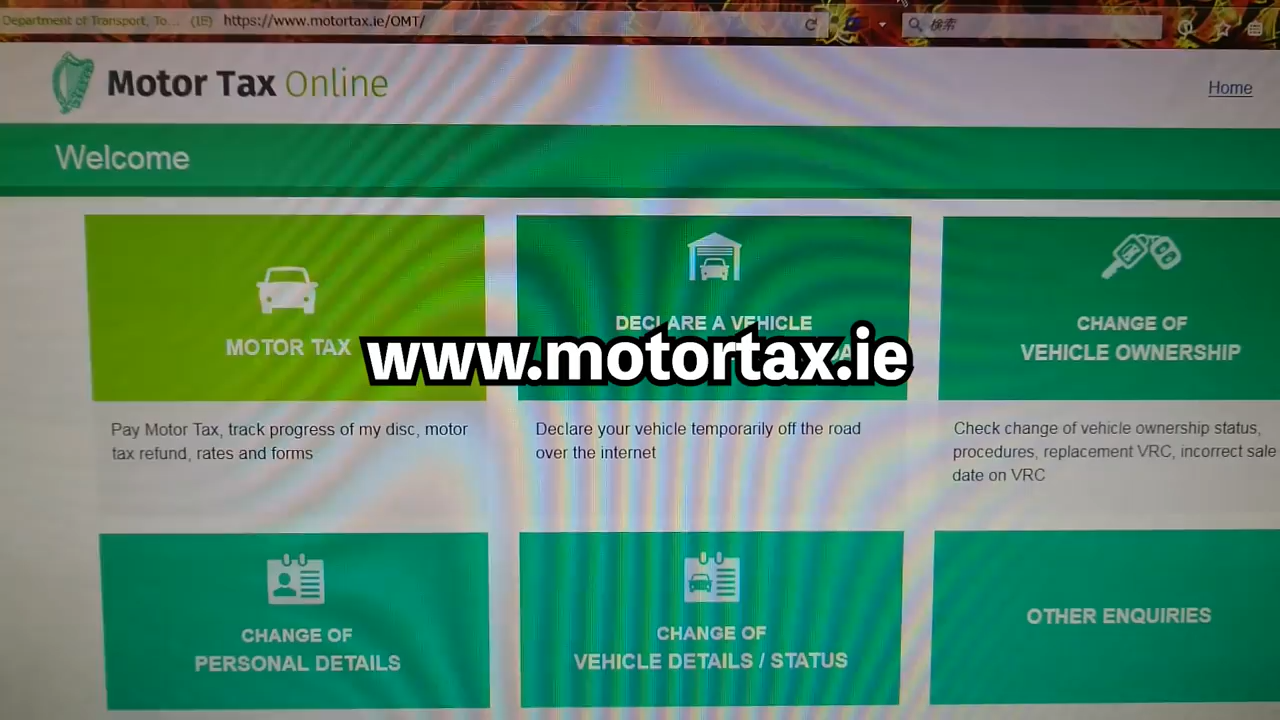 Department of Transport, To... (IE) https://www.motortax.ie/OMT/
検索
Motor Tax Online
Home
Welcome
MOTOR TAX
DECLARE A VEHICLE
CHANGE OF
VEHICLE OWNERSHIP
www.motortax.ie
Pay Motor Tax, track progress of my disc, motor
tax refund, rates and forms
Declare your vehicle temporarily off the road
over the internet
Check change of vehicle ownership status,
procedures, replacement VRC, incorrect sale
date on VRC
CHANGE OF
PERSONAL DETAILS
CHANGE OF
VEHICLE DETAILS / STATUS
OTHER ENQUIRIES